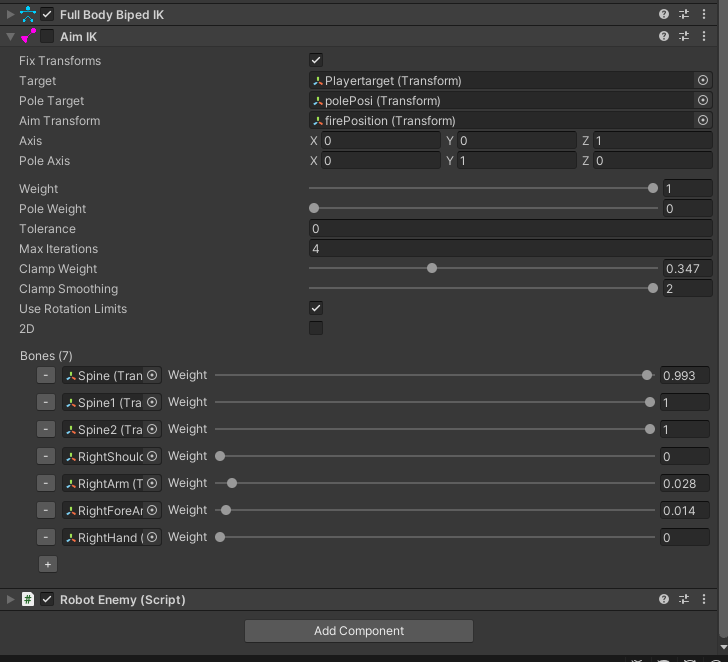 Full Body Biped IK
Aim IK
Fix Transforms
Target Playertarget (Transform)
Pole Target polePosi (Transform)
Aim Transform firePosition (Transform)
Axis X 0 Y 0 Z 1
Pole Axis X 0 Y 1 Z 0
Weight 1
Pole Weight 0
Tolerance 0
Max Iterations 4
Clamp Weight 0.347
Clamp Smoothing 2
Use Rotation Limits
2D
Bones (7)
- Spine (Tran Weight 0.993
- Spine1 (Tra Weight 1
- Spine2 (Tra Weight 1
- RightShould Weight 0
- RightArm (T Weight 0.028
- RightForeAr Weight 0.014
- RightHand ( Weight 0
+
# Robot Enemy (Script)
Add Component